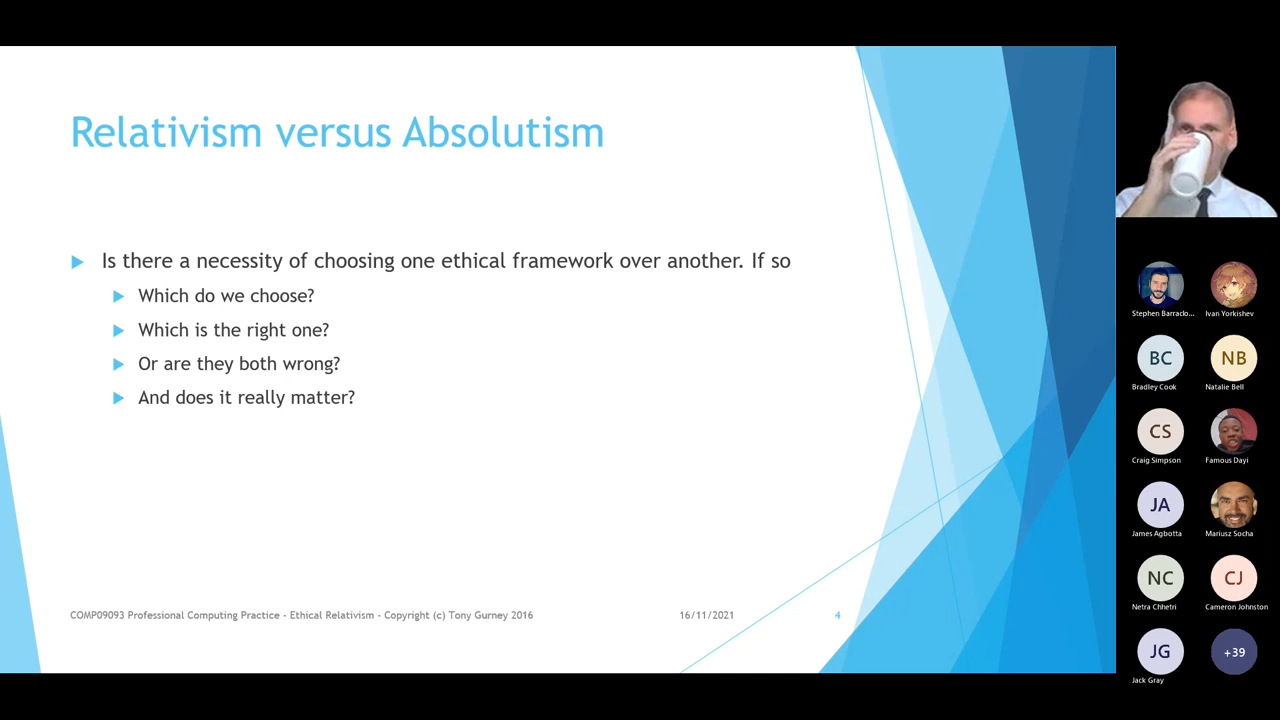 Relativism versus Absolutism
Is there a necessity of choosing one ethical framework over another. If so
Which do we choose?
Which is the right one?
Or are they both wrong?
And does it really matter?
COMP09093 Professional Computing Practice - Ethical Relativism - Copyright (c) Tony Gurney 2016
16/11/2021
4
Stephen Barraclo...
Ivan Yorkishev
BC
NB
Bradley Cook
Natalie Bell
CS
Craig Simpson
Famous Dayi
JA
James Agbotta
Mariusz Socha
NC
CJ
Netra Chhetri
Cameron Johnston
JG
+39
Jack Gray